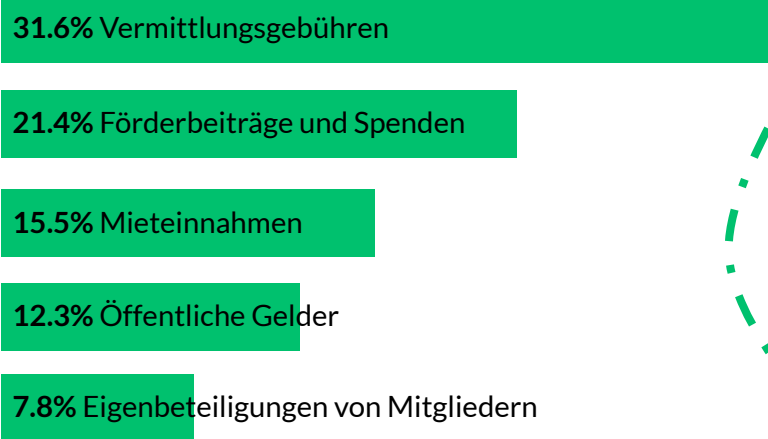 31.6% Vermittlungsgebühren
21.4% Förderbeiträge und Spenden
15.5% Mieteinnahmen
12.3% Öffentliche Gelder
7.8% Eigenbeteiligungen von Mitgliedern